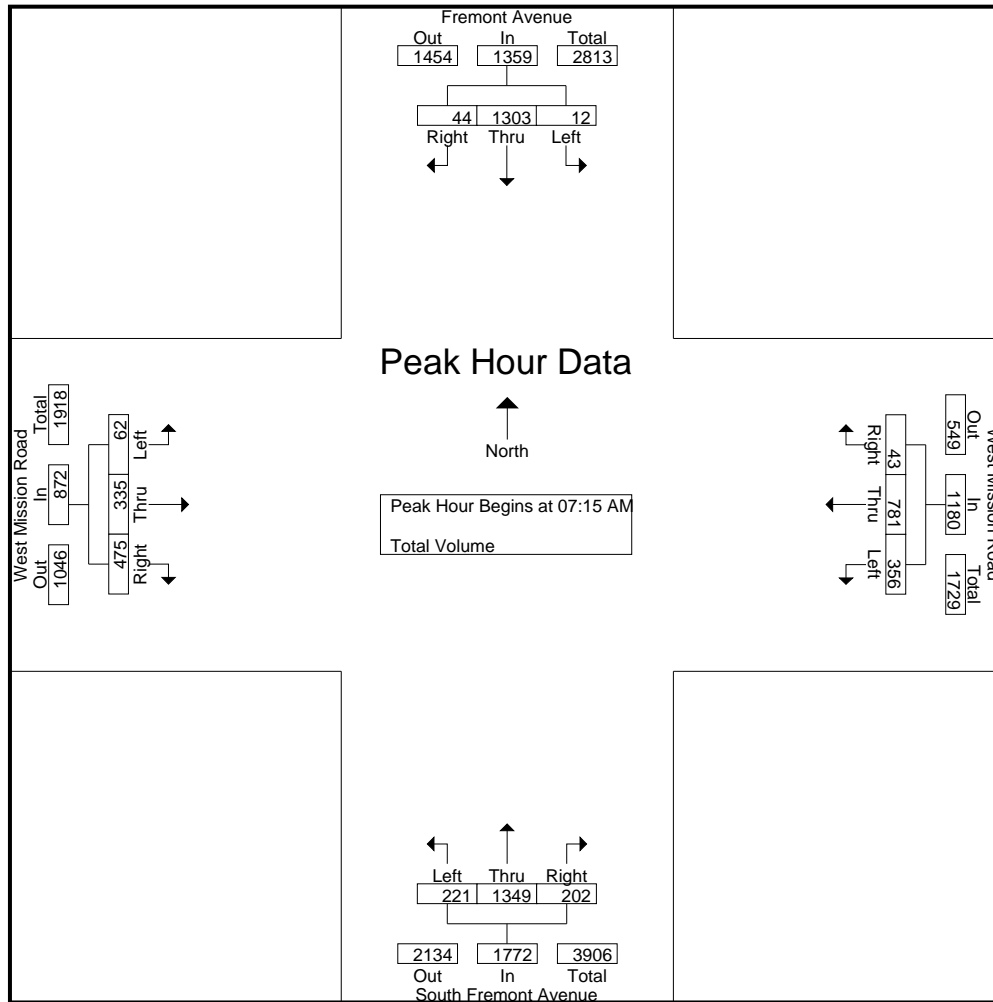 Fremont Avenue
Out In Total
1454 1359 2813
44 1303 12
Right Thru Left
Peak Hour Data
North
Peak Hour Begins at 07:15 AM
Total Volume
West Mission Road
Total In Out
1918 872 1046
62 335 475
Left Thru Right
West Mission Road
Out In Total
549 1180 1729
43 781 356
Right Thru Left
Left Thru Right
221 1349 202
2134 1772 3906
Out In Total
South Fremont Avenue